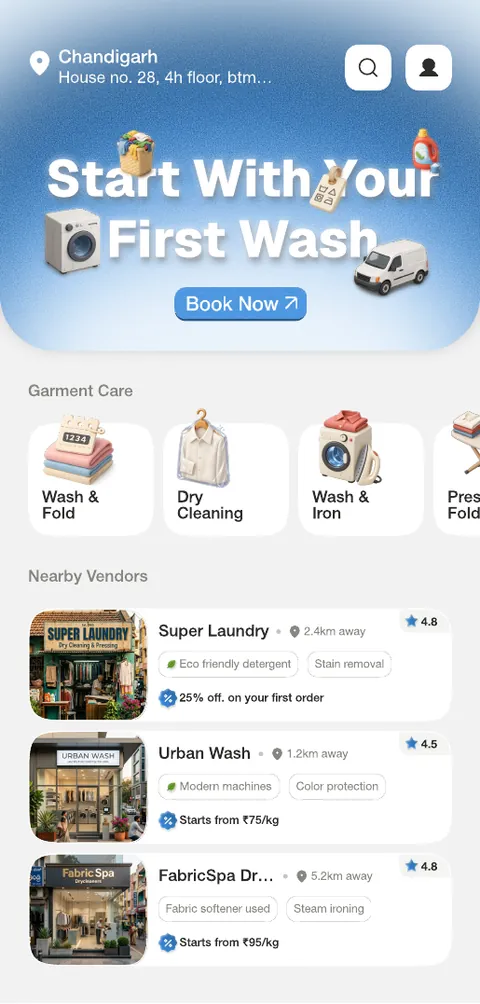 Chandigarh
House no. 28, 4h floor, btm...
Start With Your
First Wash
Book Now
Garment Care
1234
Wash &
Fold
Dry
Cleaning
Wash &
Iron
Pres
Fold
Nearby Vendors
SUPER LAUNDRY
Dry Cleaning & Pressing
Super Laundry
2.4km away
4.8
Eco friendly detergent
Stain removal
25% off. on your first order
URBAN WASH
Urban Wash
1.2km away
4.5
Modern machines
Color protection
Starts from ₹75/kg
FabricSpa
Drycleaners
FabricSpa Dr...
5.2km away
4.8
Fabric softener used
Steam ironing
Starts from ₹95/kg